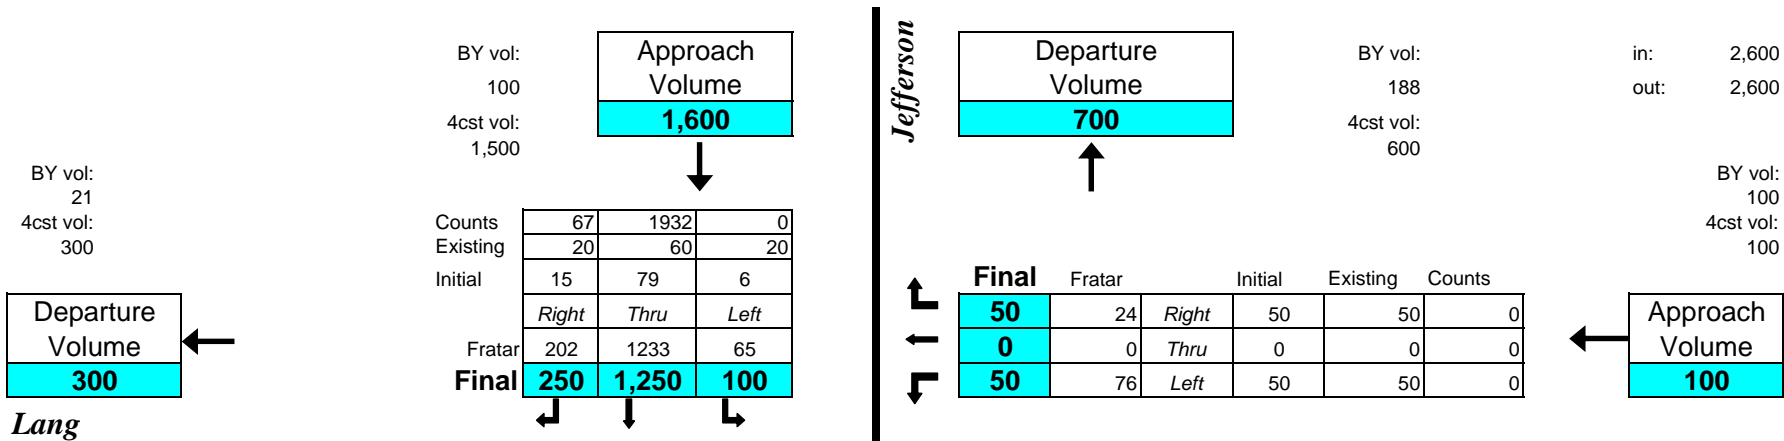 BY vol:
100
4cst vol:
1,500
Approach
Volume
1,600
Jefferson
Departure
Volume
700
BY vol:
188
4cst vol:
600
in: 2,600
out: 2,600
BY vol:
21
4cst vol:
300
BY vol:
100
4cst vol:
100
Counts 67 1932 0
Existing 20 60 20
Initial 15 79 6
Right Thru Left
Fratar 202 1233 65
Final 250 1,250 100
Final Fratar Initial Existing Counts
50 24 Right 50 50 0
0 0 Thru 0 0 0
50 76 Left 50 50 0
Departure
Volume
300
Approach
Volume
100
Lang